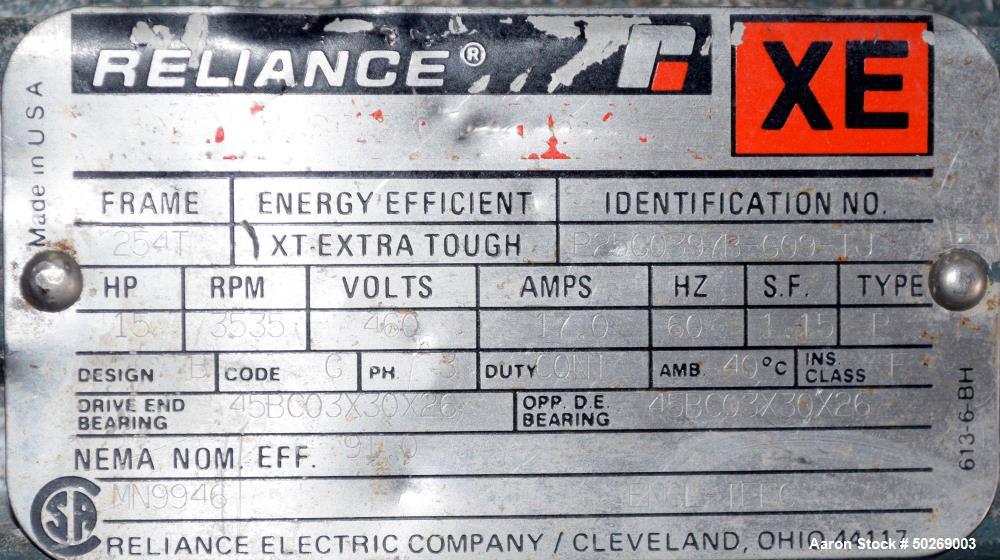 RELIANCE® XE
Made in U S A
FRAME ENERGY EFFICIENT IDENTIFICATION NO.
254T XT-EXTRA TOUGH
HP RPM VOLTS AMPS HZ S.F. TYPE
15 3535 460 17.0 60 1.15 P
DESIGN B CODE G PH. 3 DUTY CONT AMB 40 °C INS. CLASS F
DRIVE END BEARING 45BC03X30X26 OPP. D.E. BEARING 45BC03X30X26
NEMA NOM. EFF.
MN9946 ENCL-TEFC
SA
RELIANCE ELECTRIC COMPANY / CLEVELAND, OHIO 44117
613-6-BH
Aaron Stock # 50269003